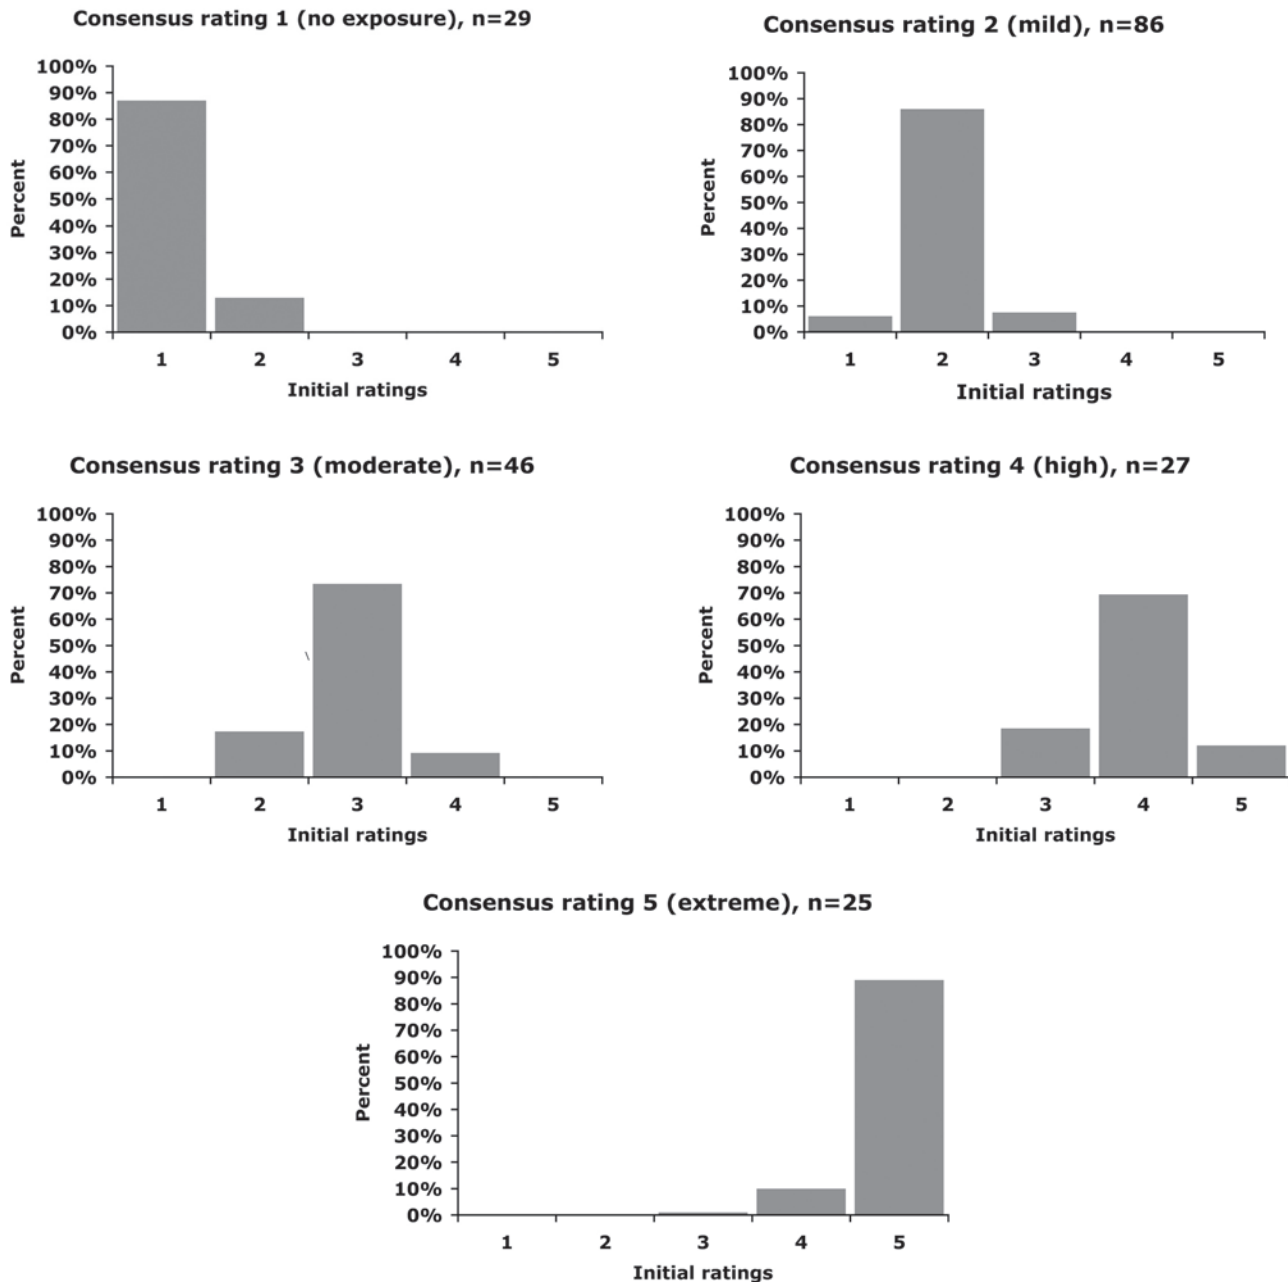 Consensus rating 1 (no exposure), n=29
100%
90%
80%
70%
60%
50%
40%
30%
20%
10%
0%
Percent
1 2 3 4 5
Initial ratings
Consensus rating 2 (mild), n=86
100%
90%
80%
70%
60%
50%
40%
30%
20%
10%
0%
Percent
1 2 3 4 5
Initial ratings
Consensus rating 3 (moderate), n=46
100%
90%
80%
70%
60%
50%
40%
30%
20%
10%
0%
Percent
\
1 2 3 4 5
Initial ratings
Consensus rating 4 (high), n=27
100%
90%
80%
70%
60%
50%
40%
30%
20%
10%
0%
Percent
1 2 3 4 5
Initial ratings
Consensus rating 5 (extreme), n=25
100%
90%
80%
70%
60%
50%
40%
30%
20%
10%
0%
Percent
1 2 3 4 5
Initial ratings